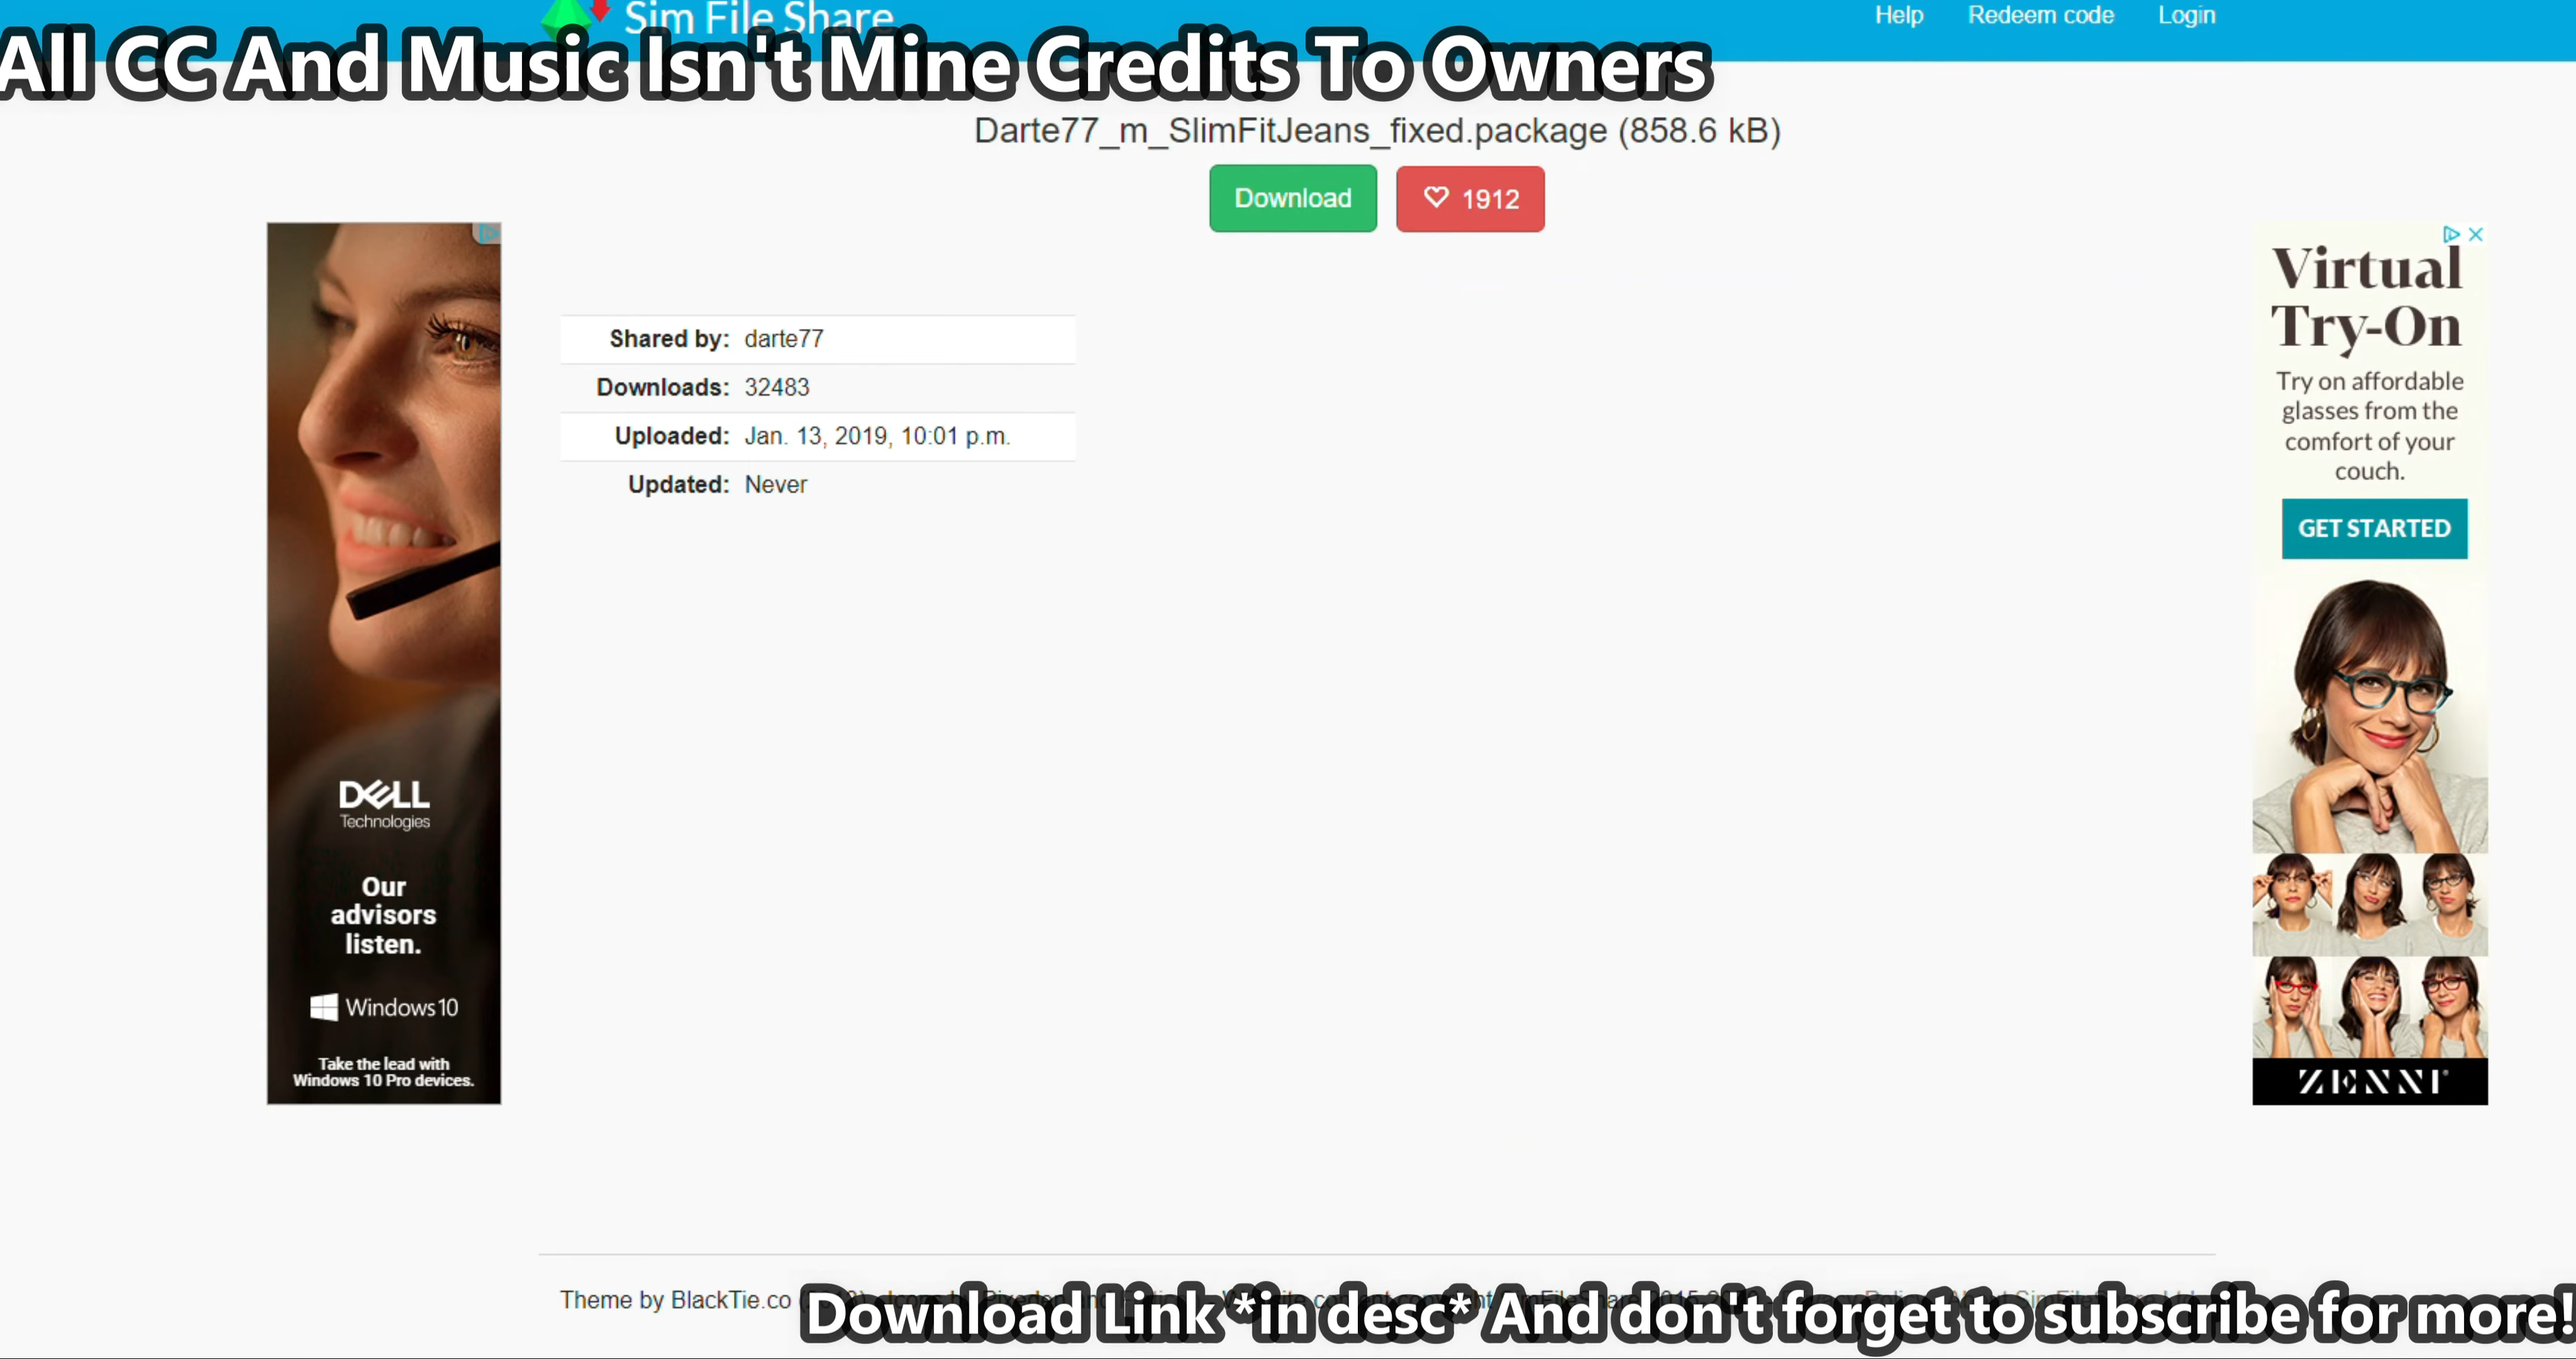 Sim File Share
Help Redeem code Login
All CC And Music Isn't Mine Credits To Owners
Darte77_m_SlimFitJeans_fixed.package (858.6 kB)
Download
1912
Shared by: darte77
Downloads: 32483
Uploaded: Jan. 13, 2019, 10:01 p.m.
Updated: Never
DELL
Technologies
Our
advisors
listen.
Windows 10
Take the lead with
Windows 10 Pro devices.
Virtual
Try-On
Try on affordable
glasses from the
comfort of your
couch.
GET STARTED
ZENNI
Theme by BlackTie.co
Download Link *in desc* And don't forget to subscribe for more!